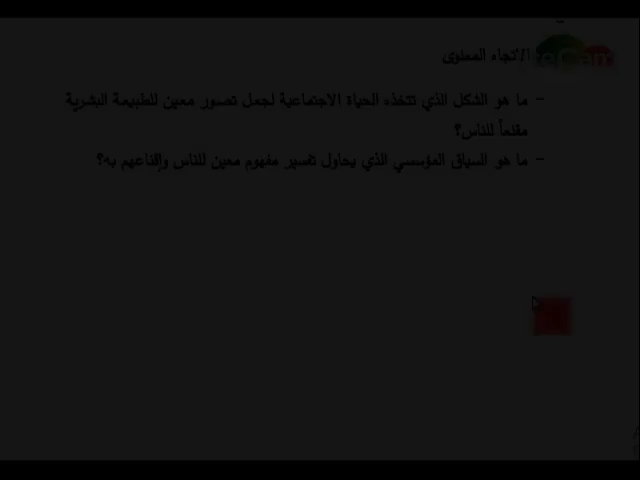 الاتجاه المعنوى
- ما هو الشكل الذي تتخذه الحياة الاجتماعية لجعل تصور معين للطبيعة البشرية
مقنعاً للناس؟
- ما هو السياق المؤسسي الذي يحاول تفسير مفهوم معين للناس وإقناعهم به؟